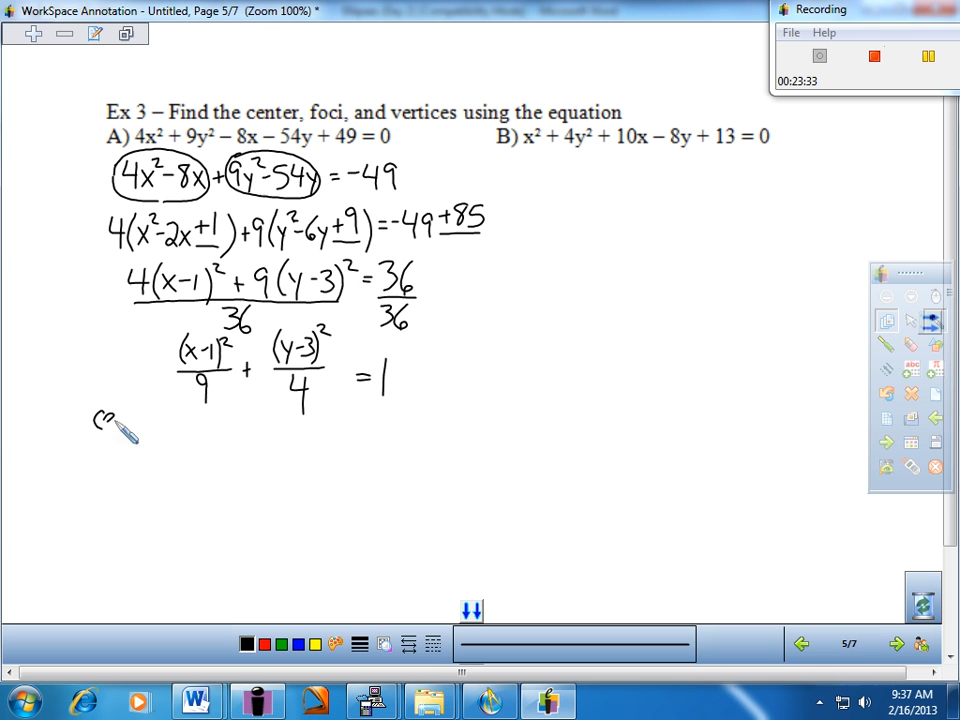 WorkSpace Annotation - Untitled, Page 5/7 (Zoom 100%) *
Recording
File Help
00:23:33
Ex 3 – Find the center, foci, and vertices using the equation
A) 4x² + 9y² – 8x – 54y + 49 = 0
B) x² + 4y² + 10x – 8y + 13 = 0
4x²-8x + 9y²-54y = -49
4(x²-2x+1)+9(y²-6y+9)=-49+85
4(x-1)² + 9(y-3)² = 36
36 36
(x-1)² + (y-3)² = 1
9 4
5/7
9:37 AM
2/16/2013